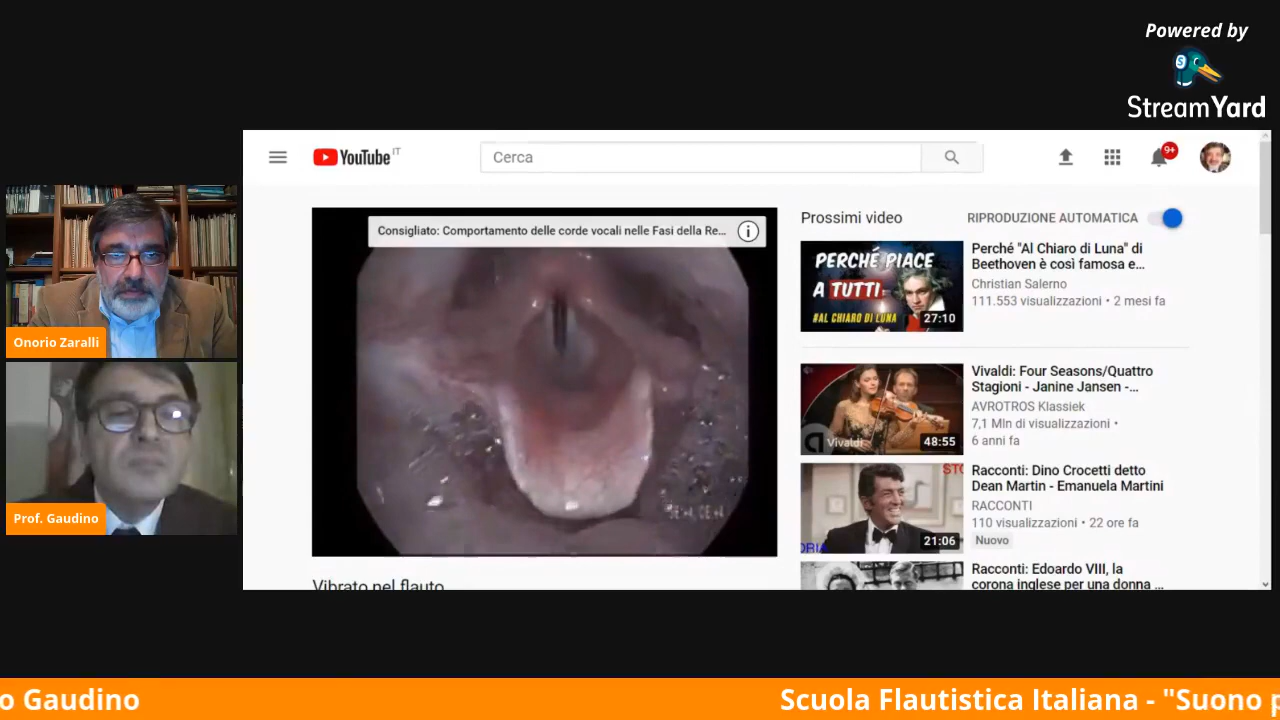 Powered by
StreamYard
YouTube IT
Cerca
9+
Consigliato: Comportamento delle corde vocali nelle Fasi della Re...
Vibrato nel flauto
Prossimi video
RIPRODUZIONE AUTOMATICA
PERCHÉ PIACE
A TUTTI
#AL CHIARO DI LUNA
27:10
Perché "Al Chiaro di Luna" di
Beethoven è così famosa e...
Christian Salerno
111.553 visualizzazioni • 2 mesi fa
Vivaldi
48:55
Vivaldi: Four Seasons/Quattro
Stagioni - Janine Jansen -...
AVROTROS Klassiek
7,1 Mln di visualizzazioni •
6 anni fa
21:06
Racconti: Dino Crocetti detto
Dean Martin - Emanuela Martini
RACCONTI
110 visualizzazioni • 22 ore fa
Nuovo
Racconti: Edoardo VIII, la
corona inglese per una donna ...
Onorio Zaralli
Prof. Gaudino
o Gaudino
Scuola Flautistica Italiana - "Suono p